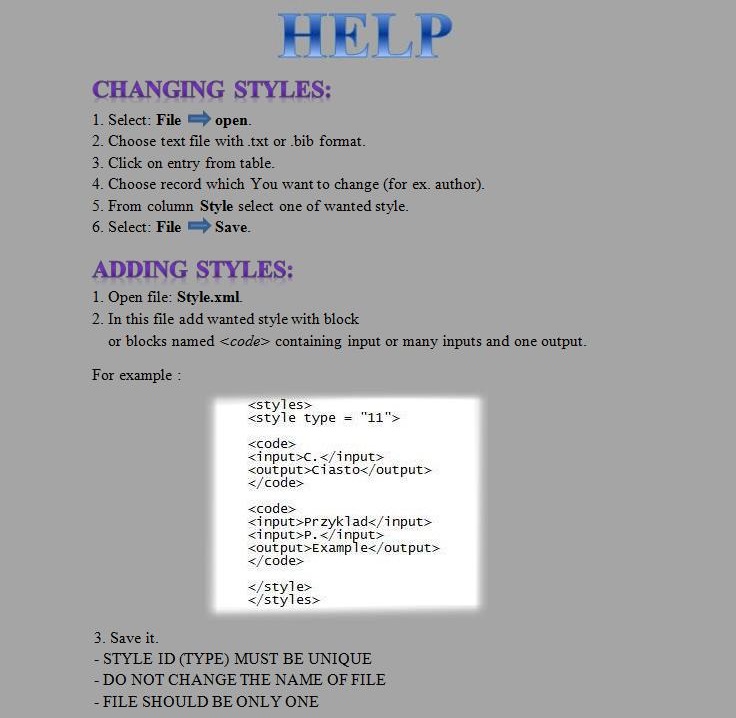 HELP
CHANGING STYLES:
1. Select: File open.
2. Choose text file with .txt or .bib format.
3. Click on entry from table.
4. Choose record which You want to change (for ex. author).
5. From column Style select one of wanted style.
6. Select: File Save.
ADDING STYLES:
1. Open file: Style.xml.
2. In this file add wanted style with block
or blocks named <code> containing input or many inputs and one output.
For example :
<styles>
<style type = "11">
<code>
<input>C.</input>
<output>Ciasto</output>
</code>
<code>
<input>Przyklad</input>
<input>P.</input>
<output>Example</output>
</code>
</style>
</styles>
3. Save it.
- STYLE ID (TYPE) MUST BE UNIQUE
- DO NOT CHANGE THE NAME OF FILE
- FILE SHOULD BE ONLY ONE